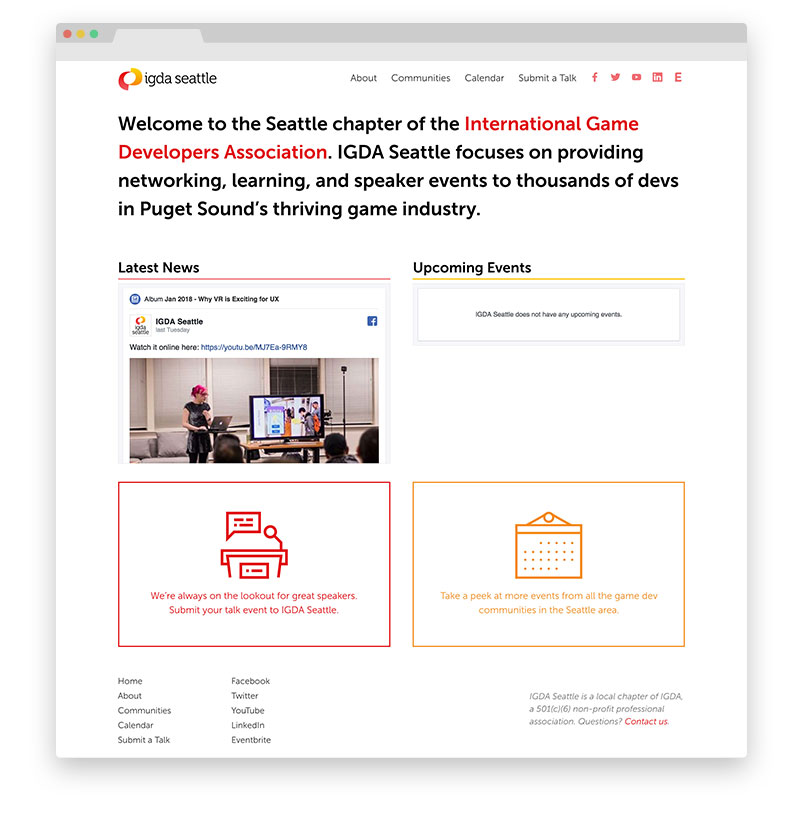 igda seattle
About Communities Calendar Submit a Talk
Welcome to the Seattle chapter of the International Game
Developers Association. IGDA Seattle focuses on providing
networking, learning, and speaker events to thousands of devs
in Puget Sound’s thriving game industry.
Latest News
Album Jan 2018 - Why VR is Exciting for UX
igda
seattle
IGDA Seattle
last Tuesday
Watch it online here: https://youtu.be/MJ7Ea-9RMY8
Upcoming Events
IGDA Seattle does not have any upcoming events.
We’re always on the lookout for great speakers.
Submit your talk event to IGDA Seattle.
Take a peek at more events from all the game dev
communities in the Seattle area.
Home
About
Communities
Calendar
Submit a Talk
Facebook
Twitter
YouTube
LinkedIn
Eventbrite
IGDA Seattle is a local chapter of IGDA,
a 501(c)(6) non-profit professional
association. Questions? Contact us.